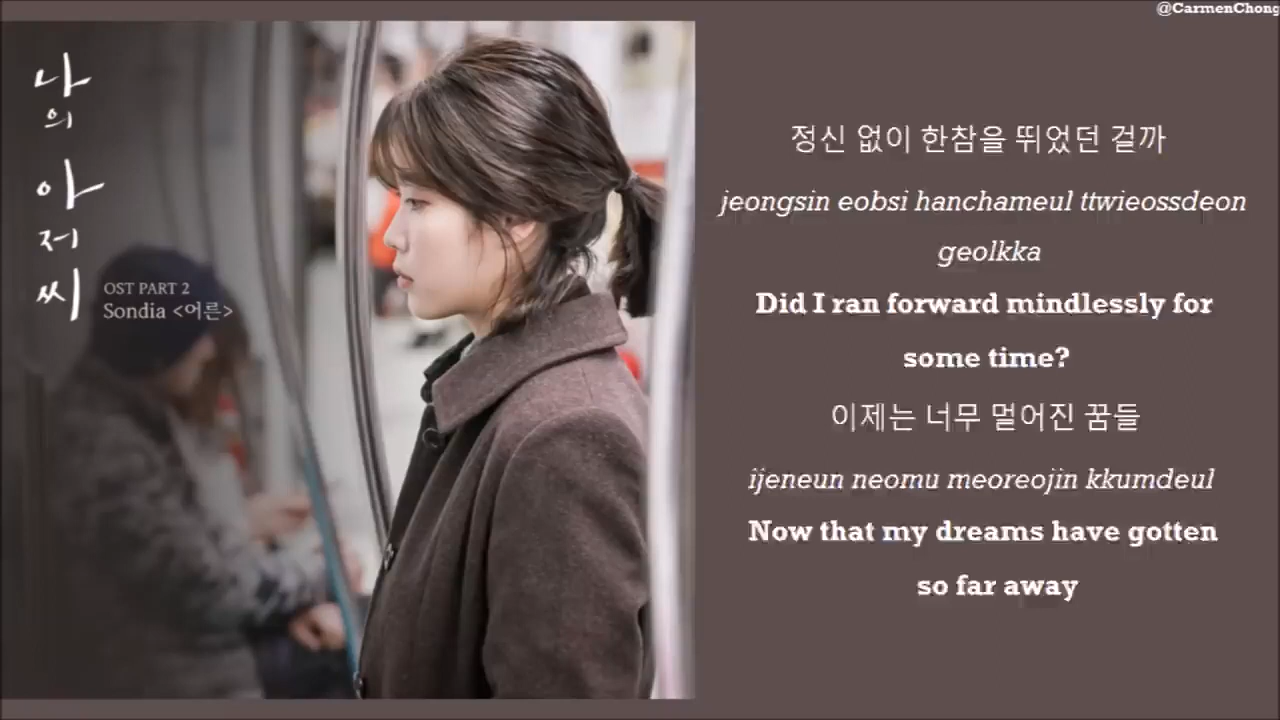 @CarmenChong
나
의
아
저
씨
OST PART 2
Sondia <어른>
정신 없이 한참을 뛰었던 걸까
jeongsin eobsi hanchameul ttwieossdeon
geolkka
Did I ran forward mindlessly for
some time?
이제는 너무 멀어진 꿈들
ijeneun neomu meoreojin kkumdeul
Now that my dreams have gotten
so far away